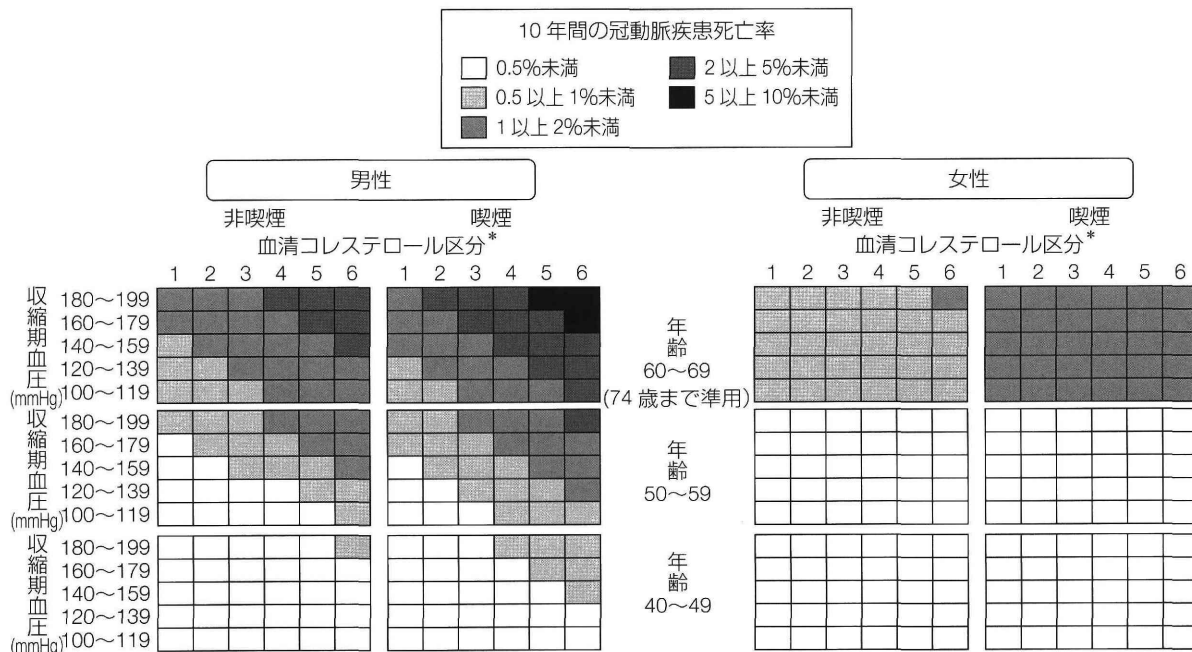 10年間の冠動脈疾患死亡率
0.5%未満
2以上5%未満
0.5以上1%未満
5以上10%未満
1以上2%未満
男性
女性
非喫煙 喫煙
非喫煙 喫煙
血清コレステロール区分*
血清コレステロール区分*
1 2 3 4 5 6 1 2 3 4 5 6
1 2 3 4 5 6 1 2 3 4 5 6
収縮期血圧(mmHg)
180〜199
160〜179
140〜159
120〜139
100〜119
年齢
60〜69
(74歳まで準用)
収縮期血圧(mmHg)
180〜199
160〜179
140〜159
120〜139
100〜119
年齢
50〜59
収縮期血圧(mmHg)
180〜199
160〜179
140〜159
120〜139
100〜119
年齢
40〜49